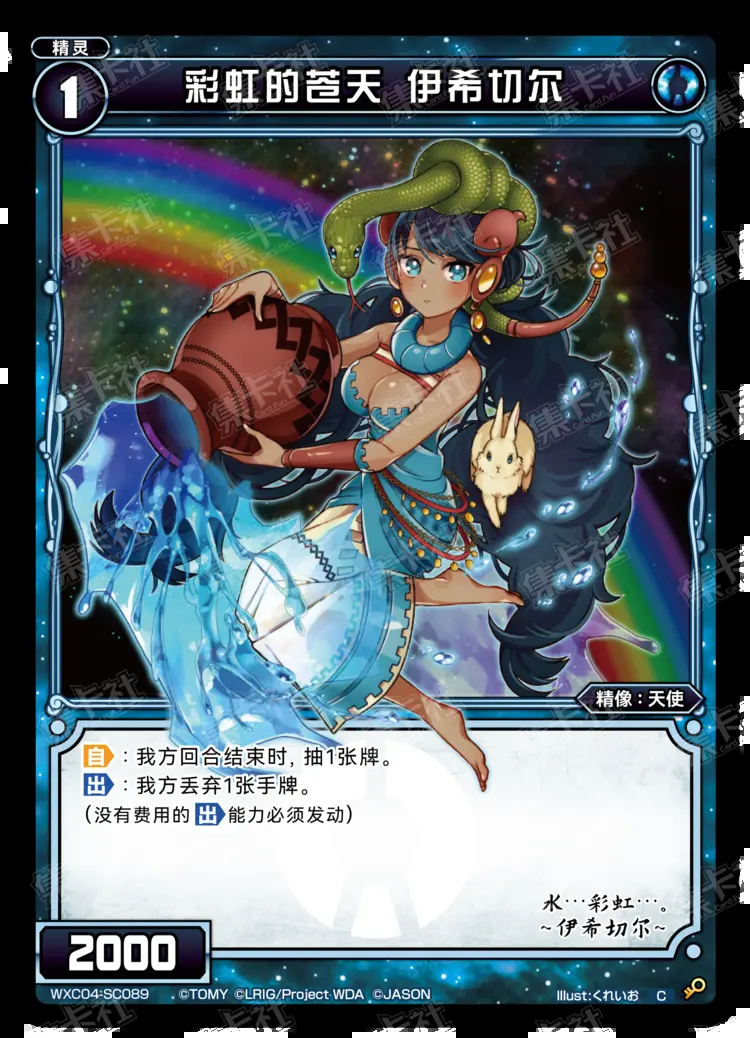 精灵
1
彩虹的苍天 伊希切尔
精像：天使
自：我方回合结束时，抽1张牌。
出：我方丢弃1张手牌。
（没有费用的出能力必须发动）
水…彩虹…。
~伊希切尔~
2000
WXC04-SC089 ©TOMY ©LRIG/Project WDA ©JASON
Illust:くれいお C
集卡社